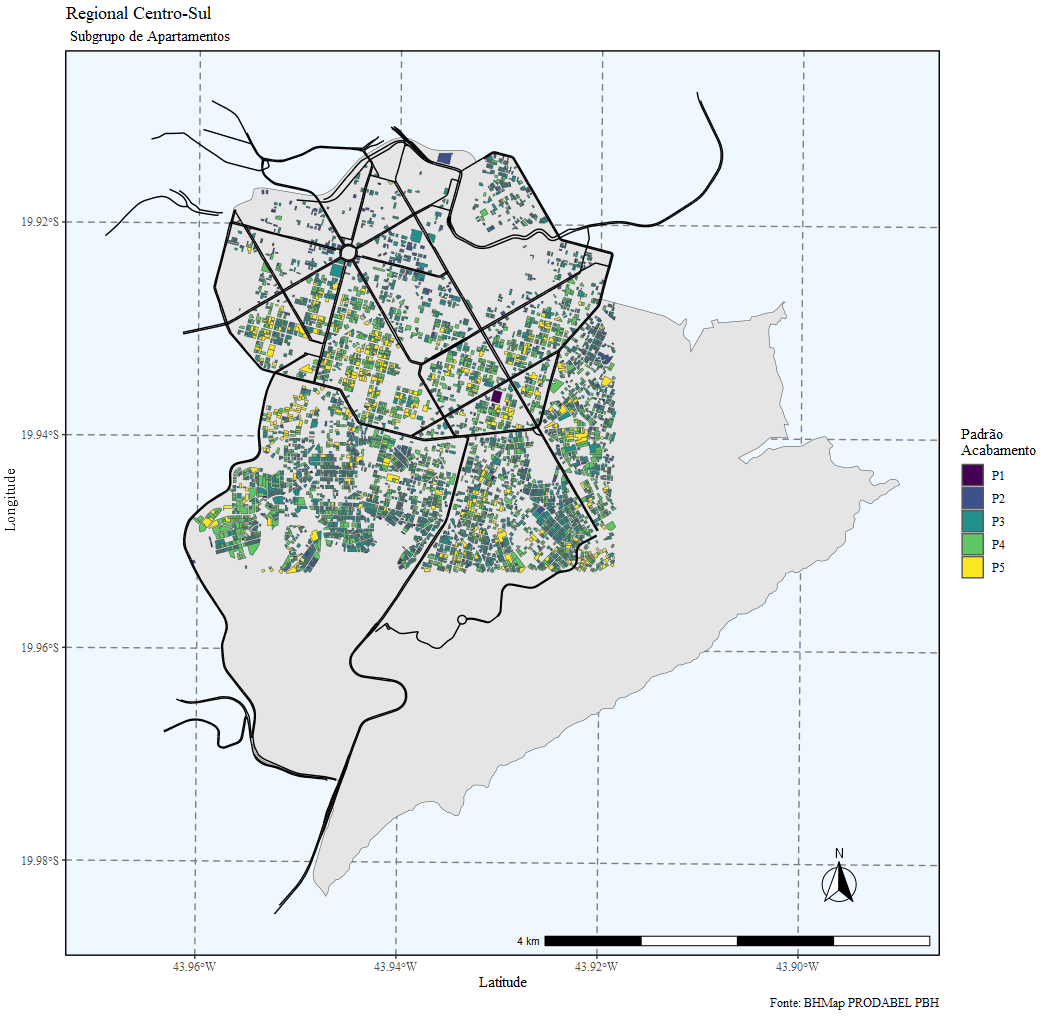 Regional Centro-Sul
Subgrupo de Apartamentos
19.92°S
19.94°S
19.96°S
19.98°S
Longitude
43.96°W
43.94°W
43.92°W
43.90°W
Latitude
Padrão
Acabamento
P1
P2
P3
P4
P5
N
4 km
Fonte: BHMap PRODABEL PBH